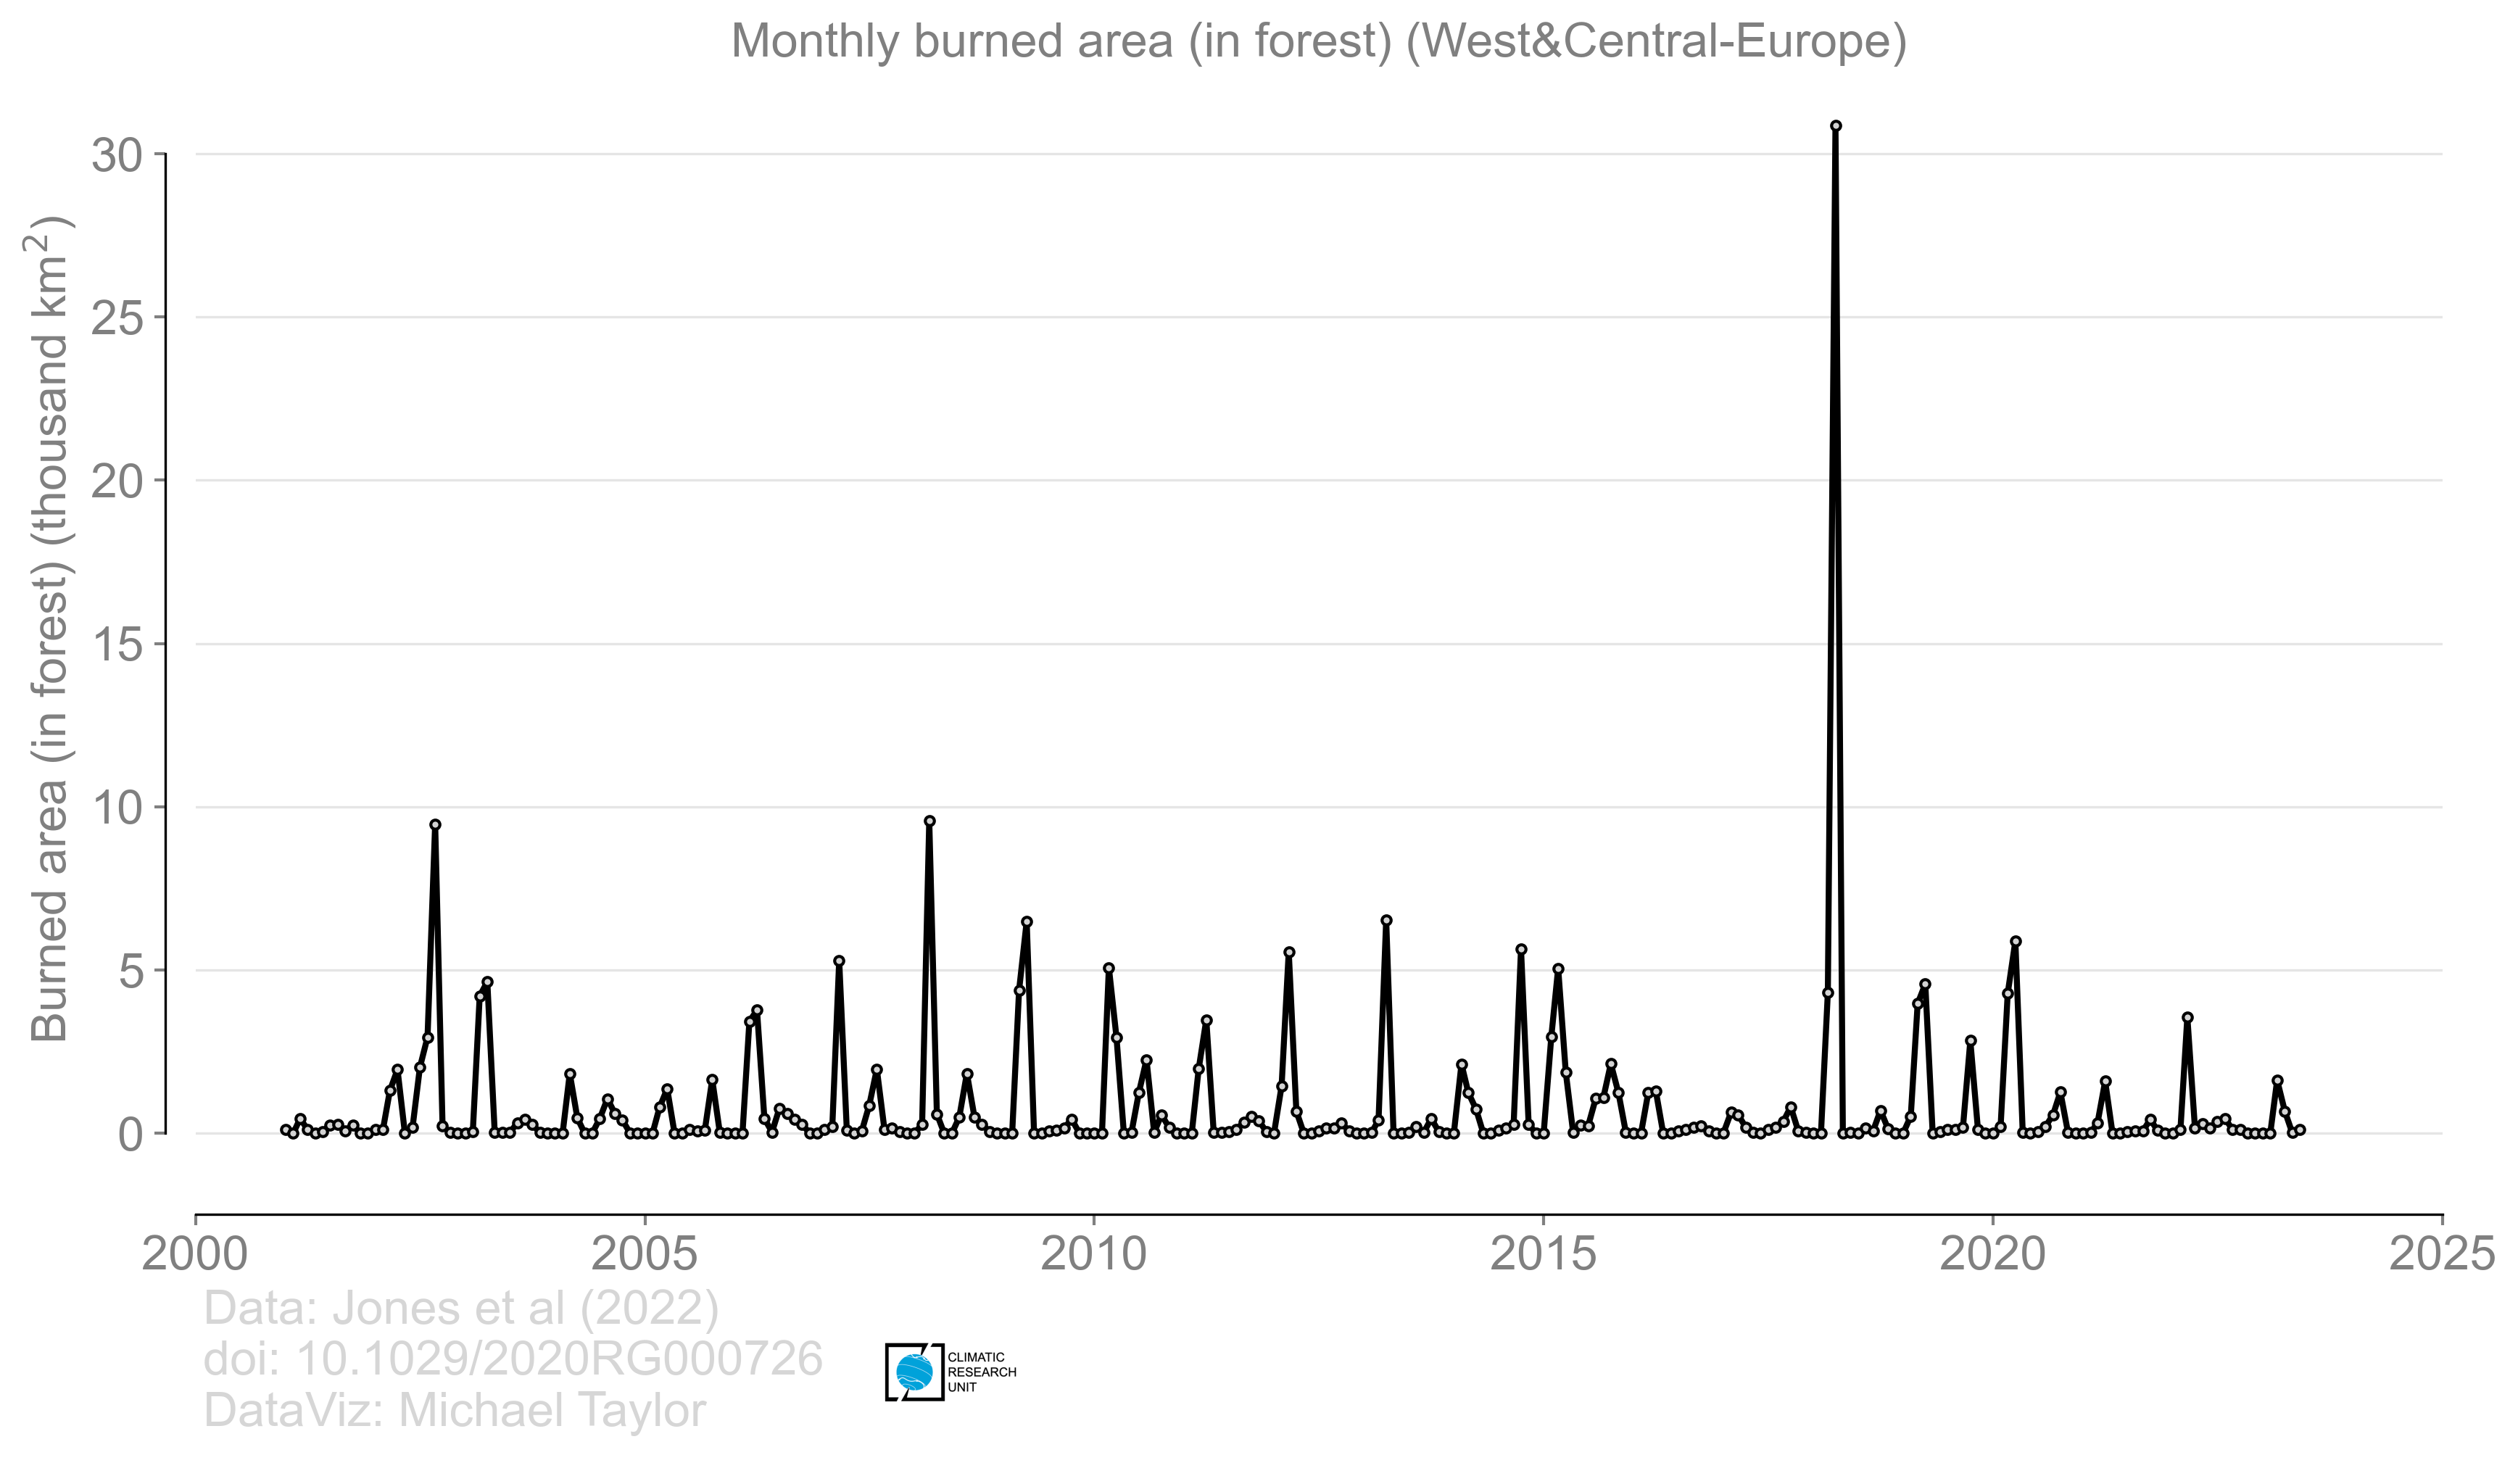 Monthly burned area (in forest) (West&Central-Europe)
Burned area (in forest) (thousand km²)
30
25
20
15
10
5
0
2000
2005
2010
2015
2020
2025
Data: Jones et al (2022)
doi: 10.1029/2020RG000726
DataViz: Michael Taylor
CLIMATIC
RESEARCH
UNIT